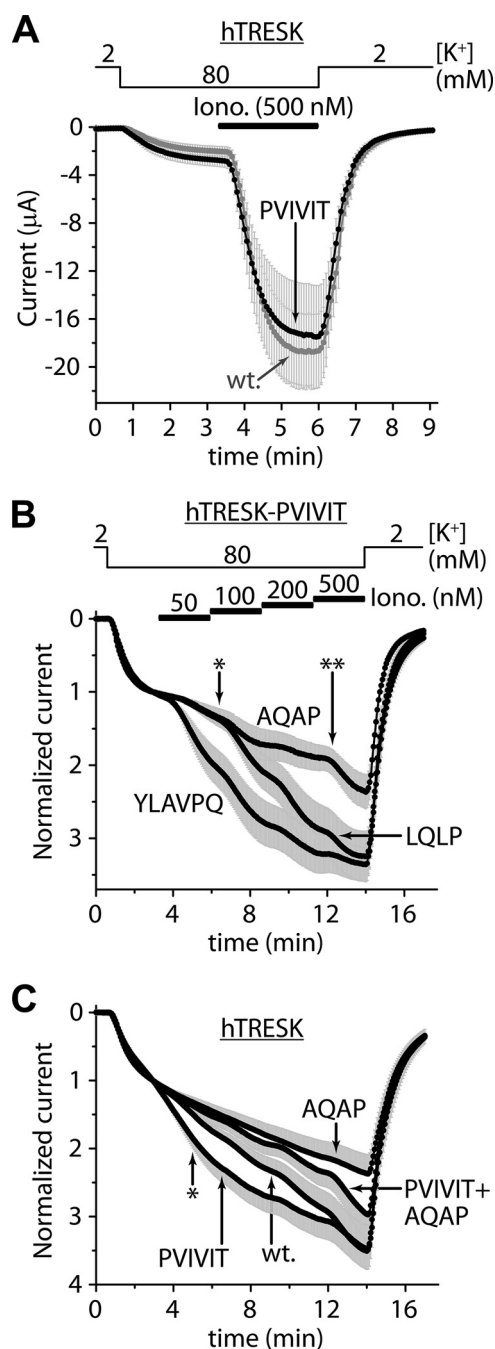 A
hTRESK
2 80 2 [K+]
(mM)
Iono. (500 nM)
0
-4
-8
-12
-16
-20
Current (µA)
PVIVIT
wt.
0 1 2 3 4 5 6 7 8 9
time (min)
B
hTRESK-PVIVIT
2 80 2 [K+]
(mM)
50 100 200 500 Iono. (nM)
0
1
2
3
Normalized current
* **
AQAP
YLAVPQ
LQLP
0 4 8 12 16
time (min)
C
hTRESK
0
1
2
3
4
Normalized current
AQAP
*
PVIVIT
wt.
PVIVIT+
AQAP
0 4 8 12 16
time (min)